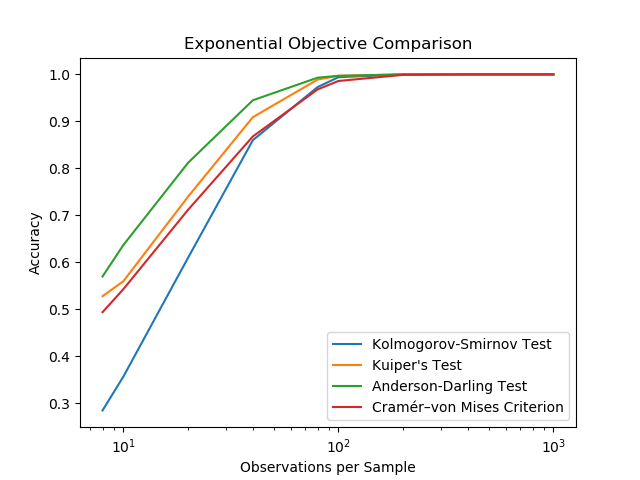 Exponential Objective Comparison
1.0
0.9
0.8
0.7
0.6
0.5
0.4
0.3
Accuracy
Kolmogorov-Smirnov Test
Kuiper's Test
Anderson-Darling Test
Cramér–von Mises Criterion
10¹ 10² 10³
Observations per Sample